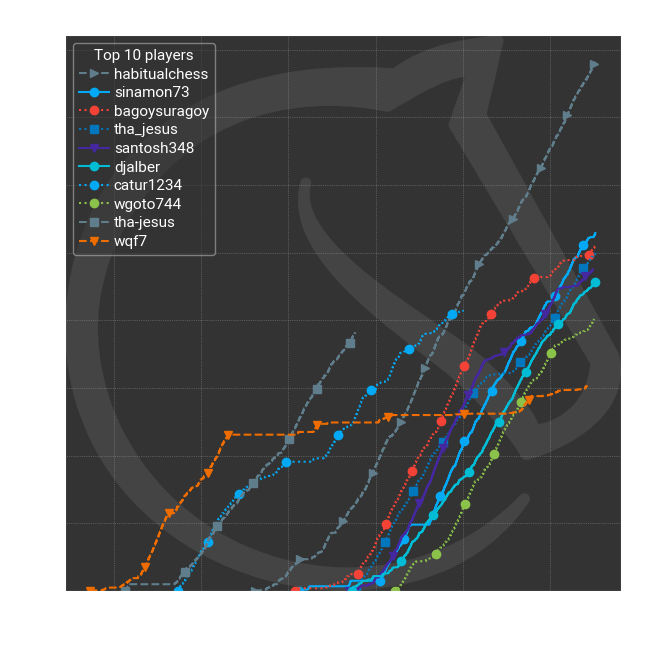 Top 10 players
habitualchess
sinamon73
bagoysuragoy
tha_jesus
santosh348
djalber
catur1234
wgoto744
tha-jesus
wqf7